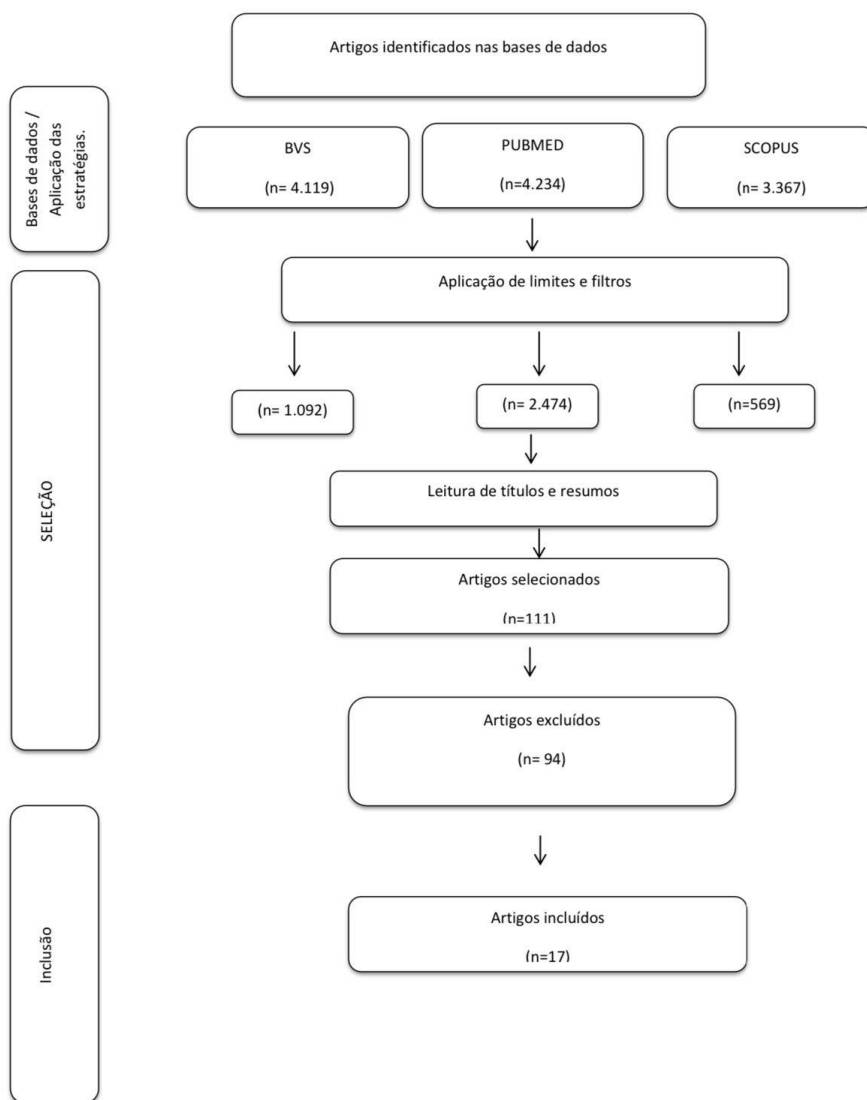 Artigos identificados nas bases de dados
Bases de dados /
Aplicação das
estratégias.
BVS
(n= 4.119)
PUBMED
(n=4.234)
SCOPUS
(n= 3.367)
Aplicação de limites e filtros
SELEÇÃO
(n= 1.092)
(n= 2.474)
(n=569)
Leitura de títulos e resumos
Artigos selecionados
(n=111)
Artigos excluídos
(n= 94)
Inclusão
Artigos incluídos
(n=17)